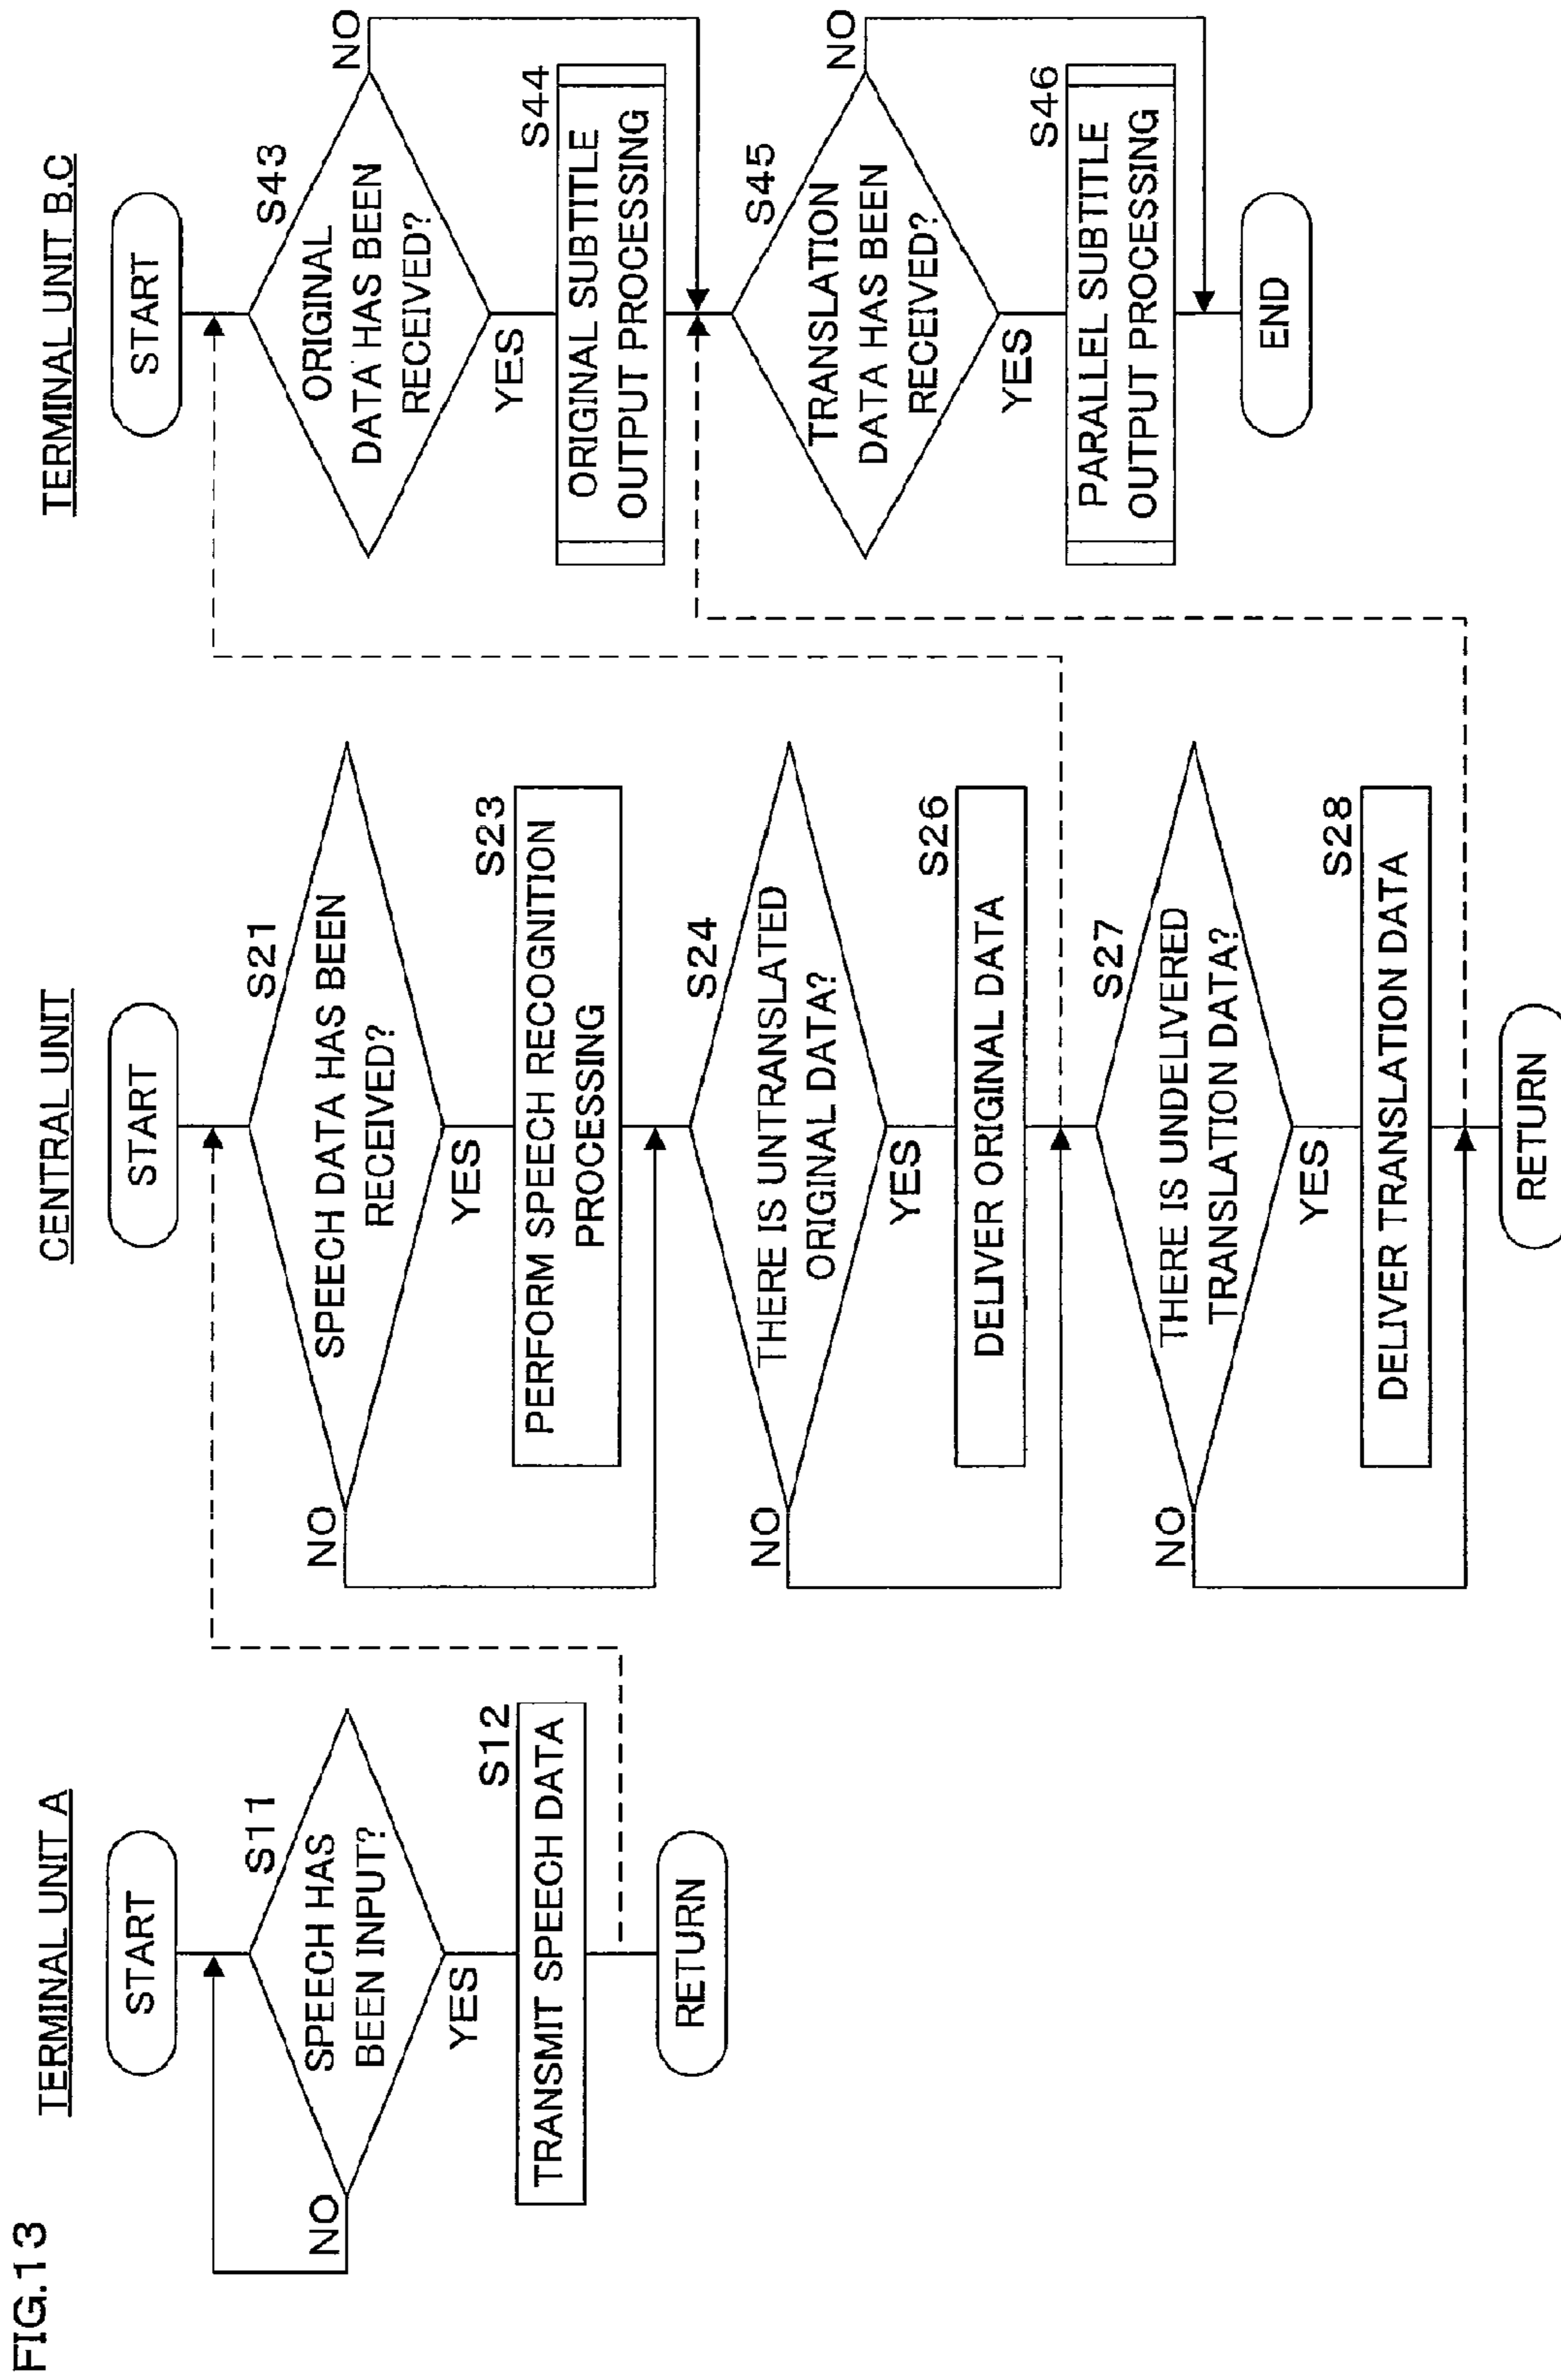 FIG.13
TERMINAL UNIT A
START
S11
SPEECH HAS
BEEN INPUT?
NO
YES
S12
TRANSMIT SPEECH DATA
RETURN
CENTRAL UNIT
START
S21
SPEECH DATA HAS BEEN
RECEIVED?
NO
YES
S23
PERFORM SPEECH RECOGNITION
PROCESSING
S24
THERE IS UNTRANSLATED
ORIGINAL DATA?
NO
YES
S26
DELIVER ORIGINAL DATA
S27
THERE IS UNDELIVERED
TRANSLATION DATA?
NO
YES
S28
DELIVER TRANSLATION DATA
RETURN
TERMINAL UNIT B,C
START
S43
ORIGINAL
DATA HAS BEEN
RECEIVED?
NO
YES
S44
ORIGINAL SUBTITLE
OUTPUT PROCESSING
S45
TRANSLATION
DATA HAS BEEN
RECEIVED?
NO
YES
S46
PARALLEL SUBTITLE
OUTPUT PROCESSING
END